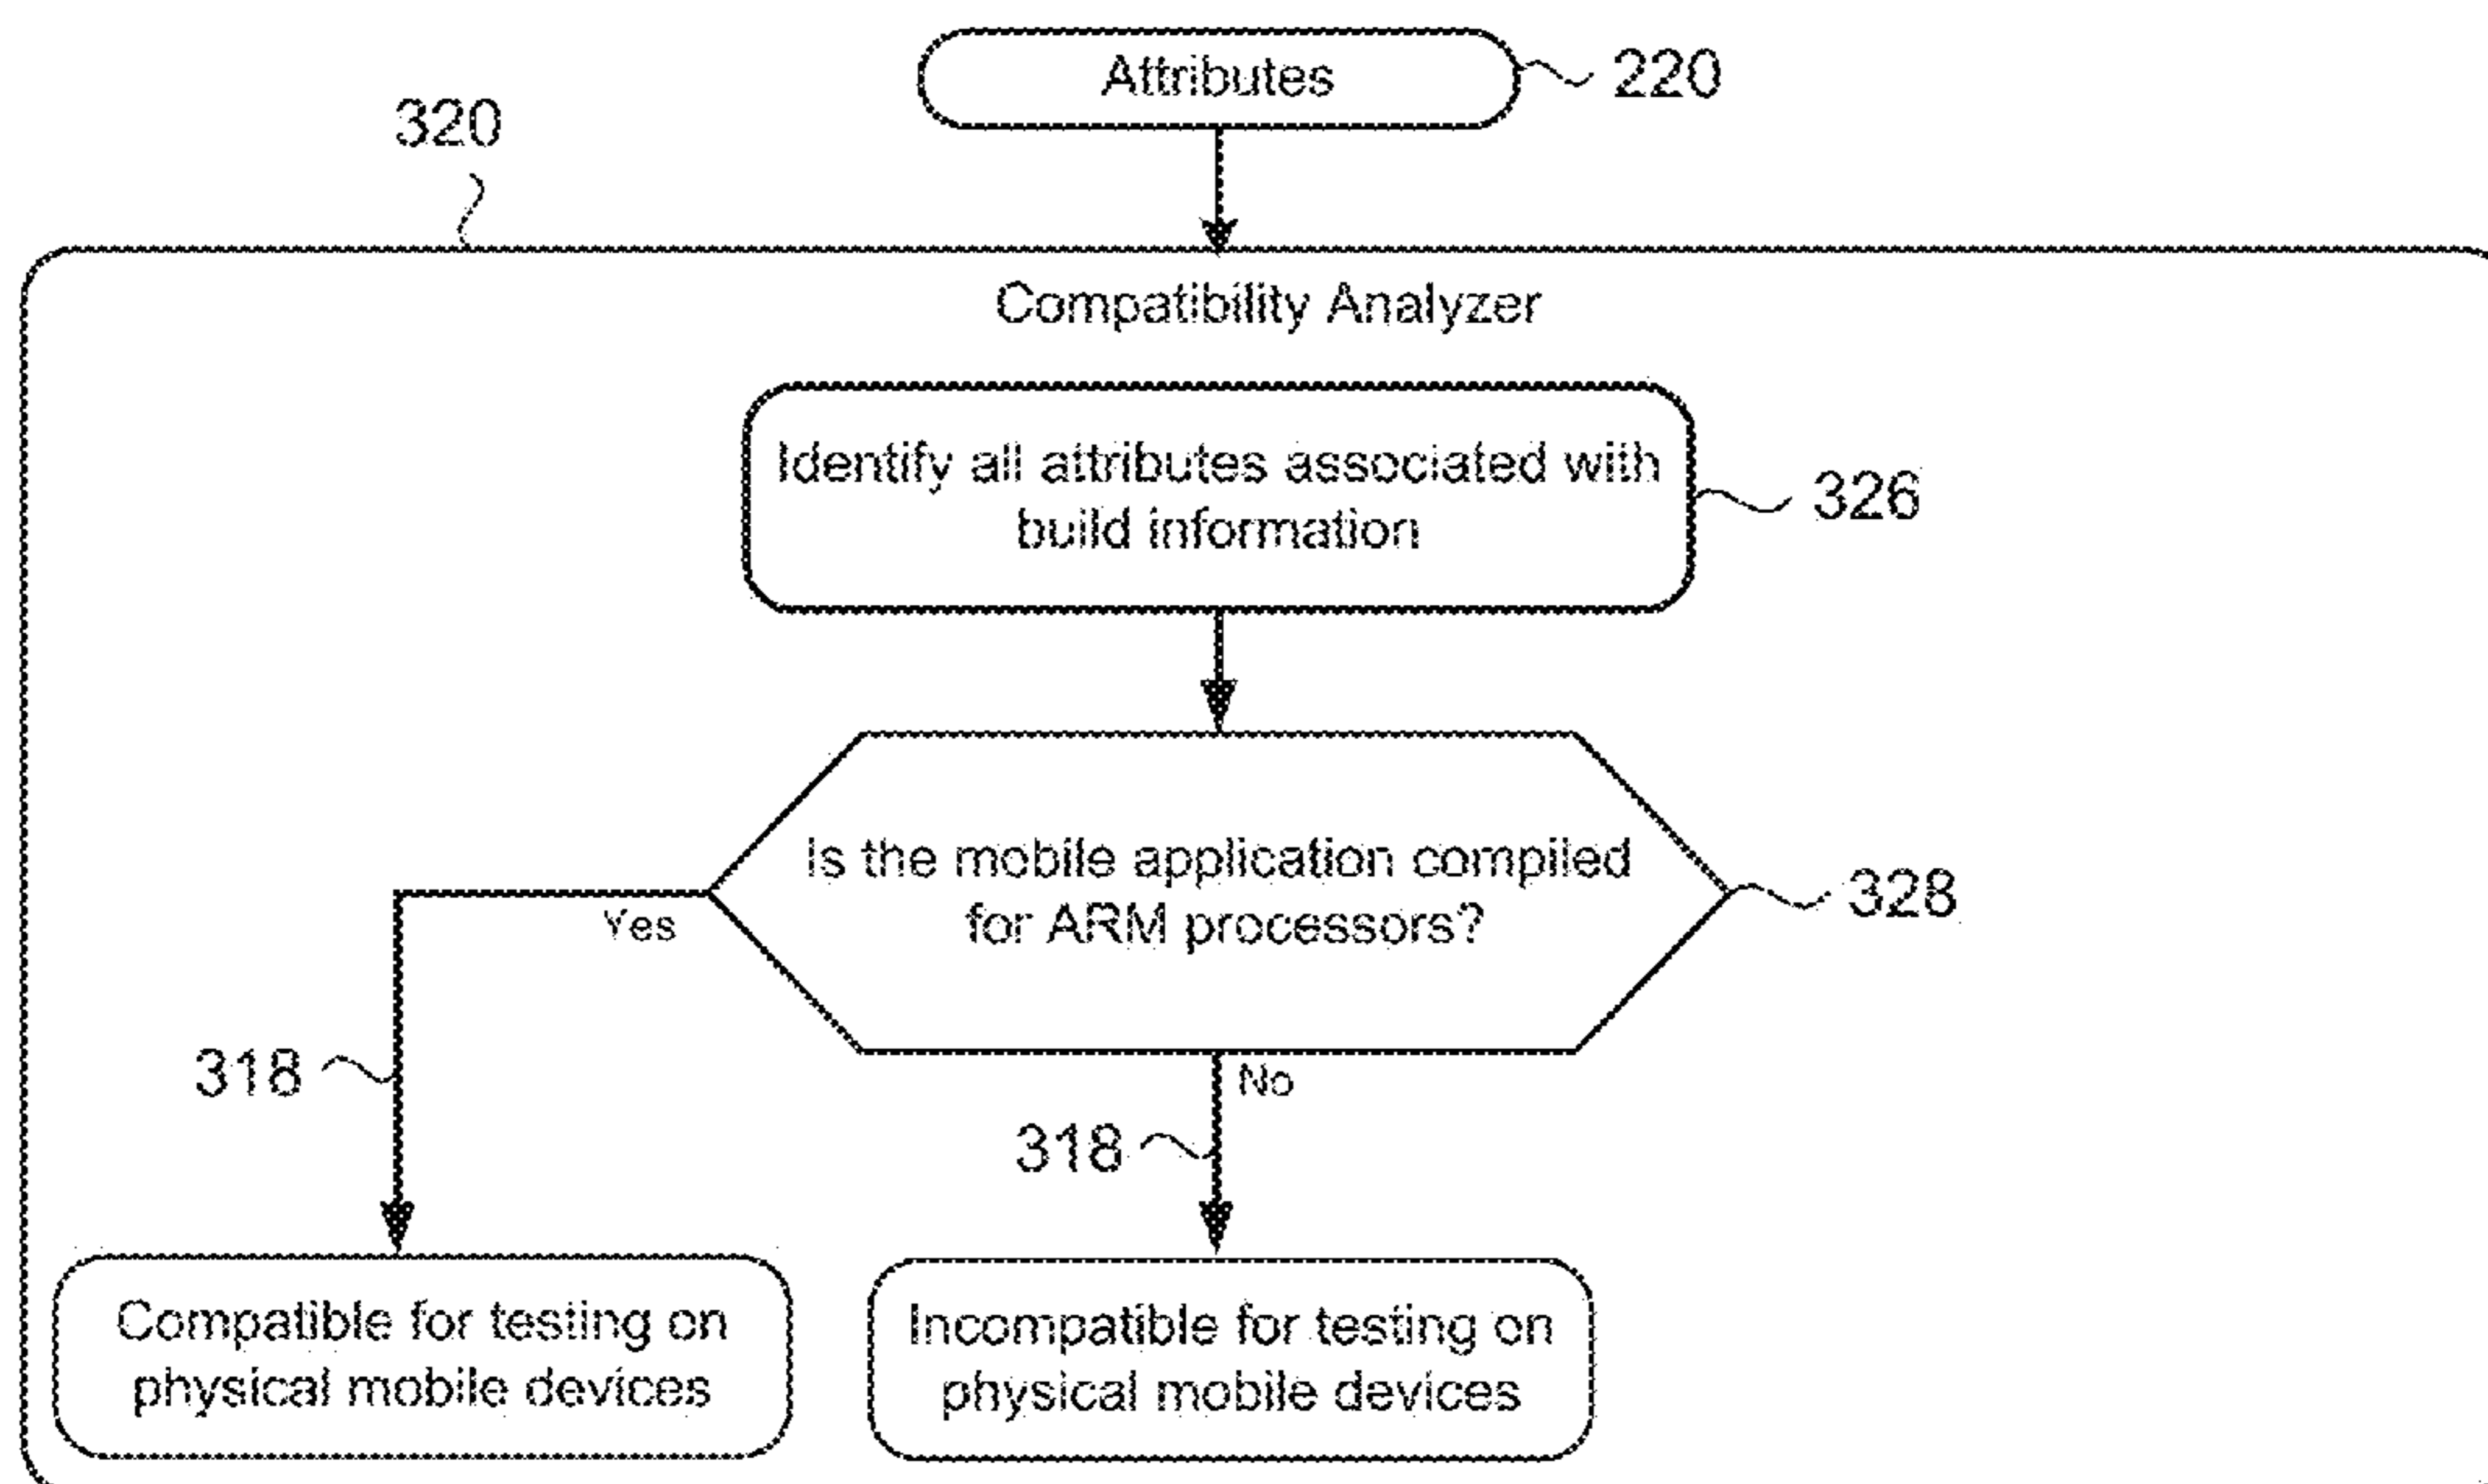 Attributes
220
320
Compatibility Analyzer
Identify all attributes associated with
build information
326
Is the mobile application compiled
for ARM processors?
328
Yes
318
No
318
Compatible for testing on
physical mobile devices
Incompatible for testing on
physical mobile devices